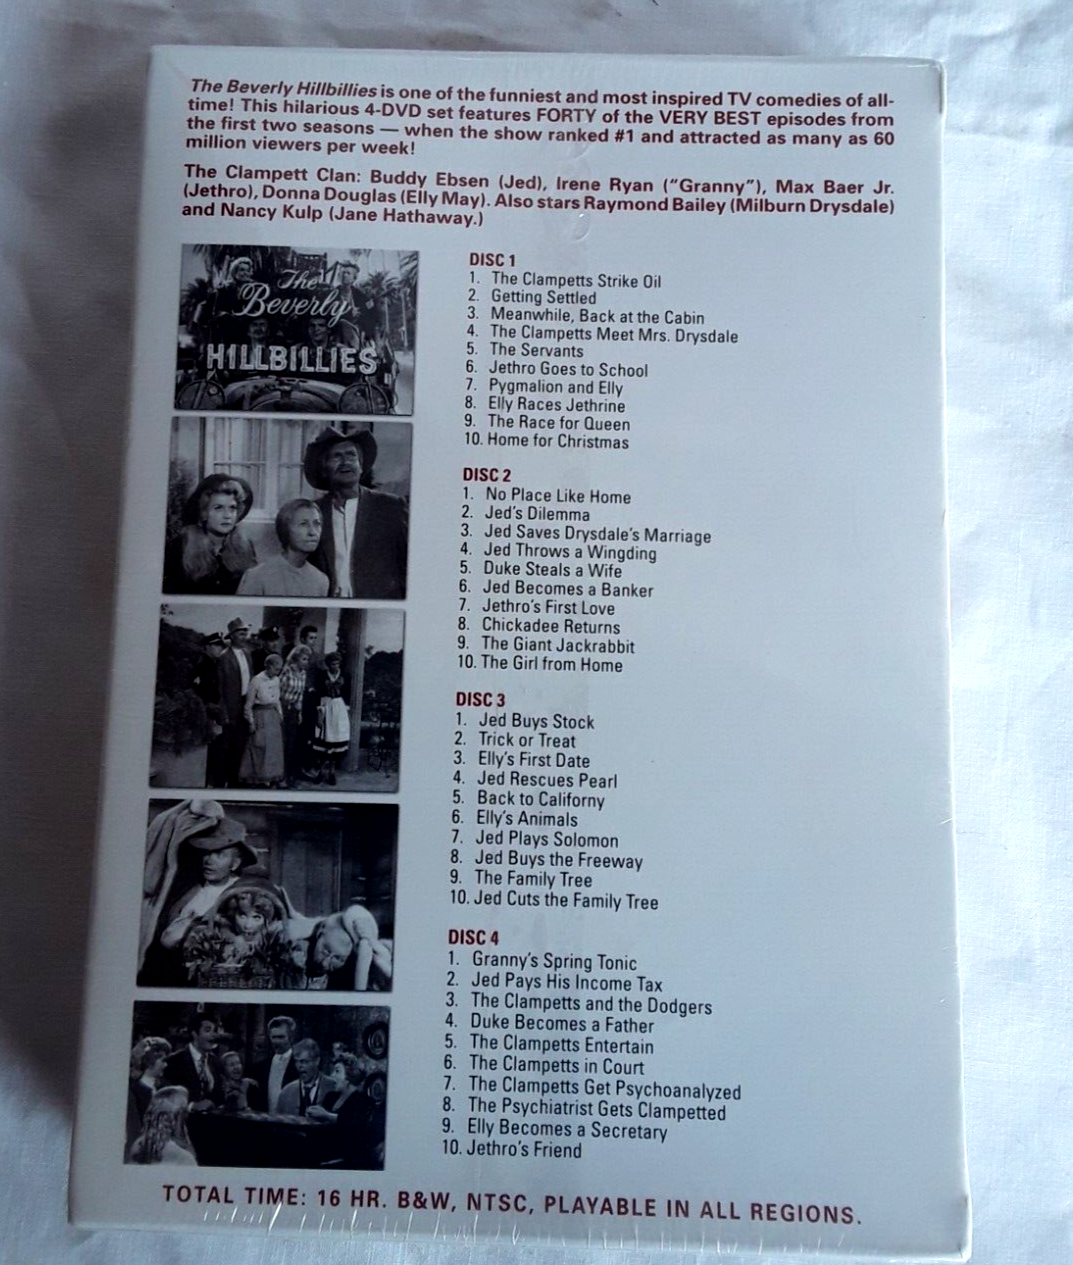 The Beverly Hillbillies is one of the funniest and most inspired TV comedies of all-
time! This hilarious 4-DVD set features FORTY of the VERY BEST episodes from
the first two seasons — when the show ranked #1 and attracted as many as 60
million viewers per week!
The Clampett Clan: Buddy Ebsen (Jed), Irene Ryan (“Granny”), Max Baer Jr.
(Jethro), Donna Douglas (Elly May). Also stars Raymond Bailey (Milburn Drysdale)
and Nancy Kulp (Jane Hathaway.)
The
Beverly
HILLBILLIES
DISC 1
1. The Clampetts Strike Oil
2. Getting Settled
3. Meanwhile, Back at the Cabin
4. The Clampetts Meet Mrs. Drysdale
5. The Servants
6. Jethro Goes to School
7. Pygmalion and Elly
8. Elly Races Jethrine
9. The Race for Queen
10. Home for Christmas
DISC 2
1. No Place Like Home
2. Jed's Dilemma
3. Jed Saves Drysdale's Marriage
4. Jed Throws a Wingding
5. Duke Steals a Wife
6. Jed Becomes a Banker
7. Jethro's First Love
8. Chickadee Returns
9. The Giant Jackrabbit
10. The Girl from Home
DISC 3
1. Jed Buys Stock
2. Trick or Treat
3. Elly's First Date
4. Jed Rescues Pearl
5. Back to Californy
6. Elly's Animals
7. Jed Plays Solomon
8. Jed Buys the Freeway
9. The Family Tree
10. Jed Cuts the Family Tree
DISC 4
1. Granny's Spring Tonic
2. Jed Pays His Income Tax
3. The Clampetts and the Dodgers
4. Duke Becomes a Father
5. The Clampetts Entertain
6. The Clampetts in Court
7. The Clampetts Get Psychoanalyzed
8. The Psychiatrist Gets Clampetted
9. Elly Becomes a Secretary
10. Jethro's Friend
TOTAL TIME: 16 HR. B&W, NTSC, PLAYABLE IN ALL REGIONS.